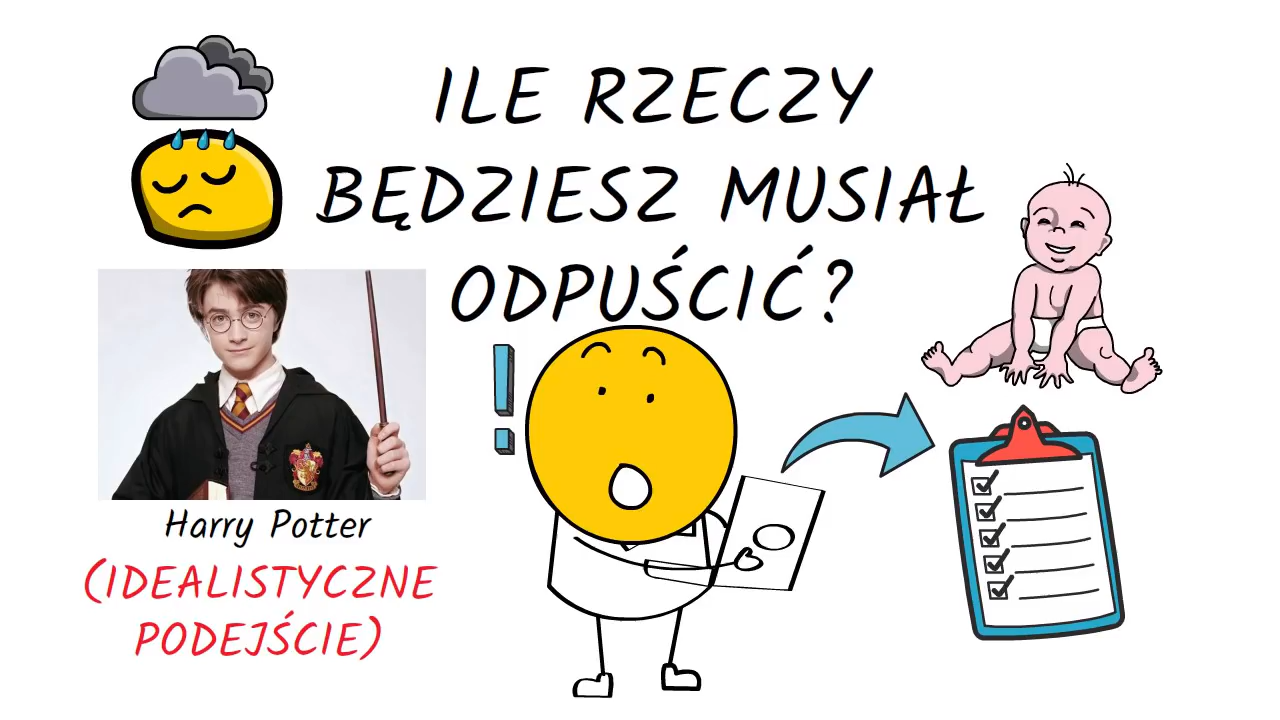 ILE RZECZY
BĘDZIESZ MUSIAŁ
ODPUŚCIĆ?
Harry Potter
(IDEALISTYCZNE
PODEJŚCIE)